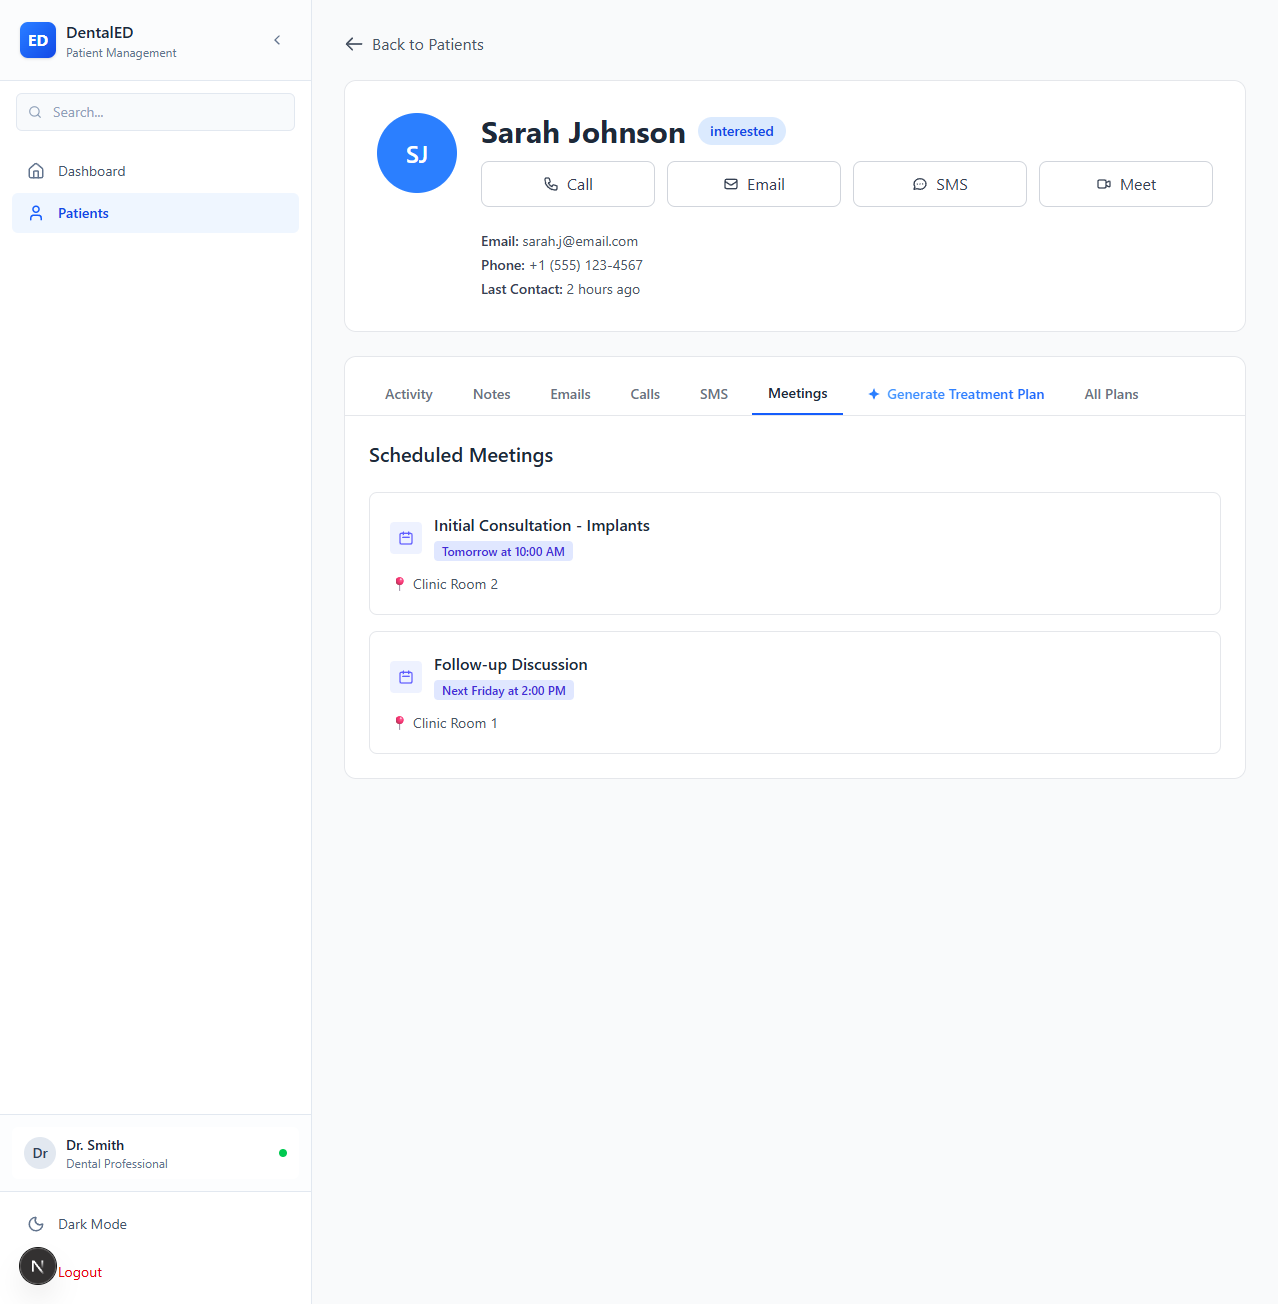 ED
DentalED
Patient Management
Search...
Dashboard
Patients
Dr
Dr. Smith
Dental Professional
Dark Mode
N
Logout
Back to Patients
SJ
Sarah Johnson
interested
Call
Email
SMS
Meet
Email: sarah.j@email.com
Phone: +1 (555) 123-4567
Last Contact: 2 hours ago
Activity
Notes
Emails
Calls
SMS
Meetings
Generate Treatment Plan
All Plans
Scheduled Meetings
Initial Consultation - Implants
Tomorrow at 10:00 AM
Clinic Room 2
Follow-up Discussion
Next Friday at 2:00 PM
Clinic Room 1